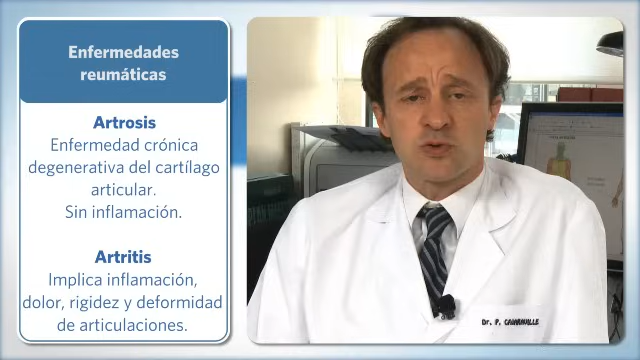 Enfermedades
reumáticas
Artrosis
Enfermedad crónica
degenerativa del cartílago
articular.
Sin inflamación.
Artritis
Implica inflamación,
dolor, rigidez y deformidad
de articulaciones.
Dr. P.